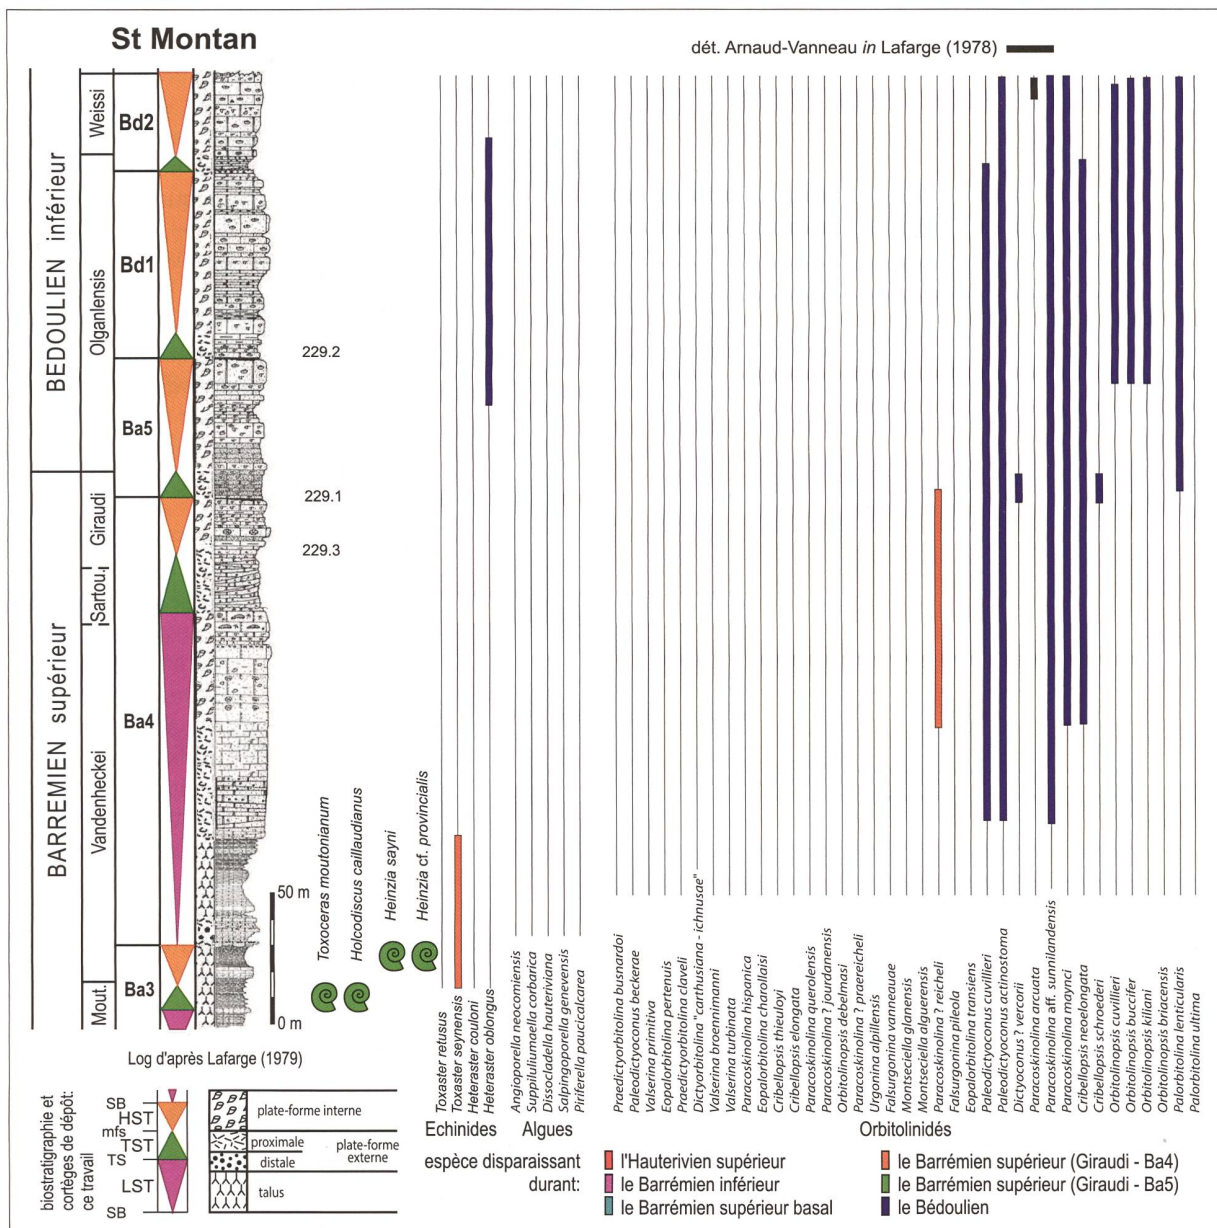 St Montan
dét. Arnaud-Vanneau in Lafarge (1978)
BEDOULIEN inférieur
BARREMIEN supérieur
Weissi
Olganlensis
Giraudi
Sartou.
Vandenheckei
Mout.
Bd2
Bd1
Ba5
Ba4
Ba3
229.2
229.1
229.3
50 m
0 m
Toxoceras moutonianum
Holcodiscus caillaudianus
Heinzia sayni
Heinzia cf. provincialis
Toxaster retusus
Toxaster seynensis
Heteraster couloni
Heteraster oblongus
Angioporella neocomiensis
Suppiluliumaella corbarica
Dissocladella hauteriviana
Salpingoporella genevensis
Piriferella paucicalcarea
Praedictyorbitolina busnardoi
Paleodictyoconus beckerae
Valserina primitiva
Eopalorbitolina pertenuis
Praedictyorbitolina claveli
Dictyorbitolina "carthusiana - ichnusae"
Valserina broennimanni
Valserina turbinata
Paracoskinolina hispanica
Eopalorbitolina charollaisi
Cribellopsis thieuloyi
Cribellopsis elongata
Paracoskinolina querolensis
Paracoskinolina ? jourdanensis
Orbitolinopsis debelmasi
Paracoskinolina ? praereicheli
Urgonina alpillensis
Falsurgonina vanneauae
Montseciella glanensis
Montseciella alguerensis
Paracoskinolina ? reicheli
Falsurgonina pileola
Eopalorbitolina transiens
Paleodictyoconus cuvillieri
Paleodictyoconus actinostoma
Dictyoconus ? vercorii
Paracoskinolina arcuata
Paracoskinolina aff. sunnilandensis
Paracoskinolina maynci
Cribellopsis neoelongata
Cribellopsis schroederi
Orbitolinopsis cuvillieri
Orbitolinopsis buccifer
Orbitolinopsis kiliani
Orbitolinopsis briacensis
Palorbitolina lenticularis
Palorbitolina ultima
Echinides
Algues
Orbitolinidés
Log d'après Lafarge (1979)
biostratigraphie et
cortèges de dépôt:
ce travail
SB
HST
mfs
TST
TS
LST
SB
plate-forme interne
proximale
distale
plate-forme
externe
talus
espèce disparaissant
durant:
l'Hauterivien supérieur
le Barrémien inférieur
le Barrémien supérieur basal
le Barrémien supérieur (Giraudi - Ba4)
le Barrémien supérieur (Giraudi - Ba5)
le Bédoulien